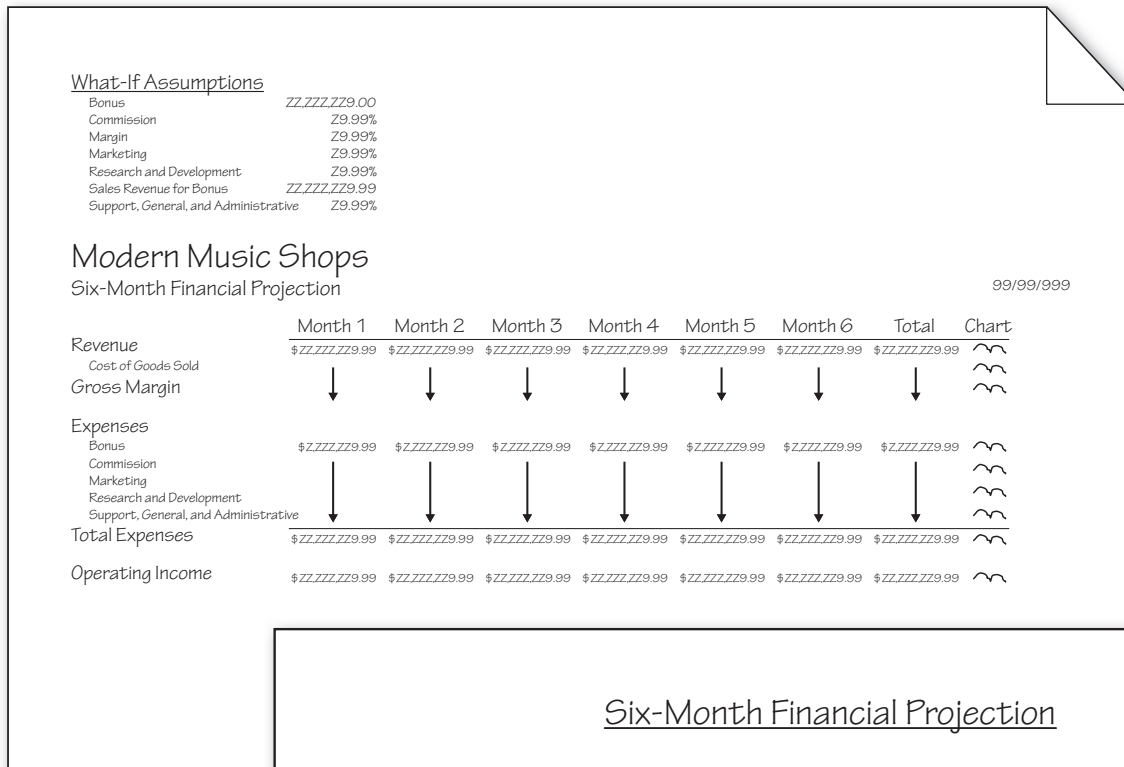 What-If Assumptions
Bonus ZZ,ZZZ,ZZ9.00
Commission Z9.99%
Margin Z9.99%
Marketing Z9.99%
Research and Development Z9.99%
Sales Revenue for Bonus ZZ,ZZZ,ZZ9.99
Support, General, and Administrative Z9.99%
Modern Music Shops
Six-Month Financial Projection 99/99/999
Month 1 Month 2 Month 3 Month 4 Month 5 Month 6 Total Chart
Revenue $ZZ,ZZZ,ZZ9.99 $ZZ,ZZZ,ZZ9.99 $ZZ,ZZZ,ZZ9.99 $ZZ,ZZZ,ZZ9.99 $ZZ,ZZZ,ZZ9.99 $ZZ,ZZZ,ZZ9.99 $ZZ,ZZZ,ZZ9.99
Cost of Goods Sold
Gross Margin
Expenses
Bonus $Z,ZZZ,ZZ9.99 $Z,ZZZ,ZZ9.99 $Z,ZZZ,ZZ9.99 $Z,ZZZ,ZZ9.99 $Z,ZZZ,ZZ9.99 $Z,ZZZ,ZZ9.99 $Z,ZZZ,ZZ9.99
Commission
Marketing
Research and Development
Support, General, and Administrative
Total Expenses $ZZ,ZZZ,ZZ9.99 $ZZ,ZZZ,ZZ9.99 $ZZ,ZZZ,ZZ9.99 $ZZ,ZZZ,ZZ9.99 $ZZ,ZZZ,ZZ9.99 $ZZ,ZZZ,ZZ9.99 $ZZ,ZZZ,ZZ9.99
Operating Income $ZZ,ZZZ,ZZ9.99 $ZZ,ZZZ,ZZ9.99 $ZZ,ZZZ,ZZ9.99 $ZZ,ZZZ,ZZ9.99 $ZZ,ZZZ,ZZ9.99 $ZZ,ZZZ,ZZ9.99 $ZZ,ZZZ,ZZ9.99
Six-Month Financial Projection